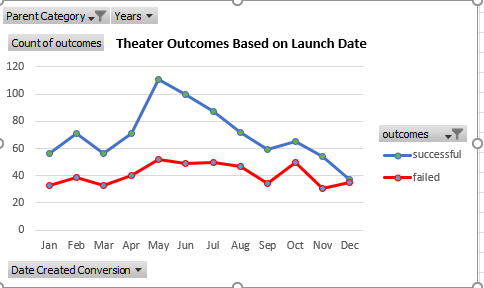 Parent Category Years
Count of outcomes
Theater Outcomes Based on Launch Date
120
100
80
60
40
20
0
Jan Feb Mar Apr May Jun Jul Aug Sep Oct Nov Dec
outcomes
successful
failed
Date Created Conversion